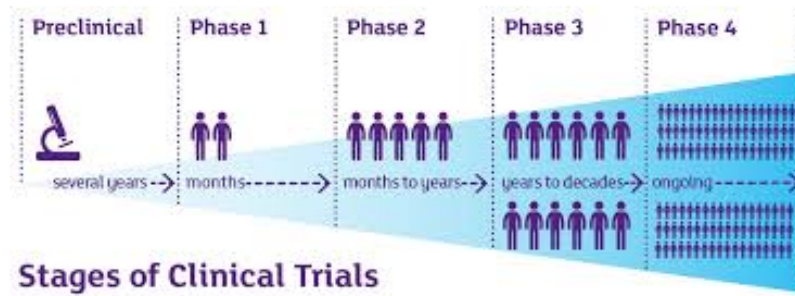 Preclinical
Phase 1
Phase 2
Phase 3
Phase 4
several years
months
months to years
years to decades
ongoing
Stages of Clinical Trials